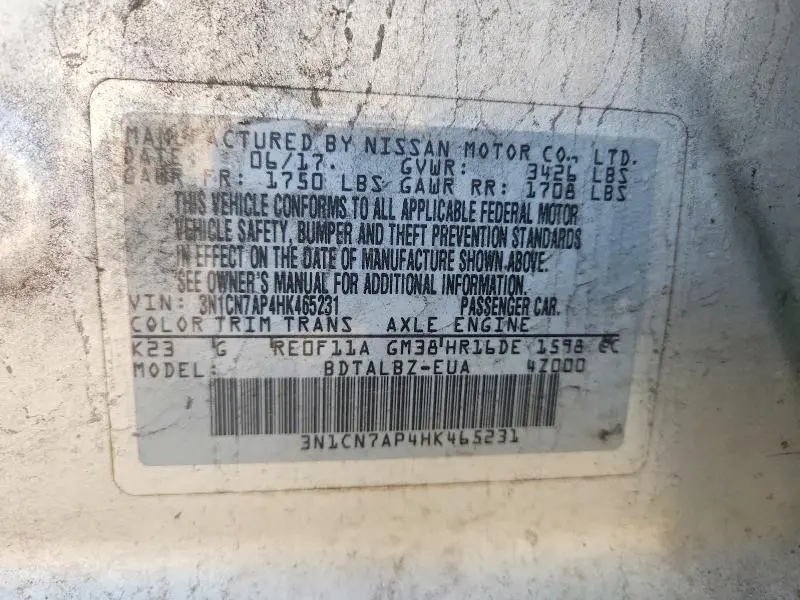 MANUFACTURED BY NISSAN MOTOR CO., LTD.
DATE: 06/17. GVWR: 3426 LBS
GAWR FR: 1750 LBS GAWR RR: 1708 LBS
THIS VEHICLE CONFORMS TO ALL APPLICABLE FEDERAL MOTOR
VEHICLE SAFETY, BUMPER AND THEFT PREVENTION STANDARDS
IN EFFECT ON THE DATE OF MANUFACTURE SHOWN ABOVE.
SEE OWNER'S MANUAL FOR ADDITIONAL INFORMATION.
VIN: 3N1CN7AP4HK465231 PASSENGER CAR.
COLOR TRIM TRANS AXLE ENGINE
K23 G RE0F11A GM38 HR16DE 1598 CC
MODEL: BDTALBZ-EUA 4Z000
3N1CN7AP4HK465231